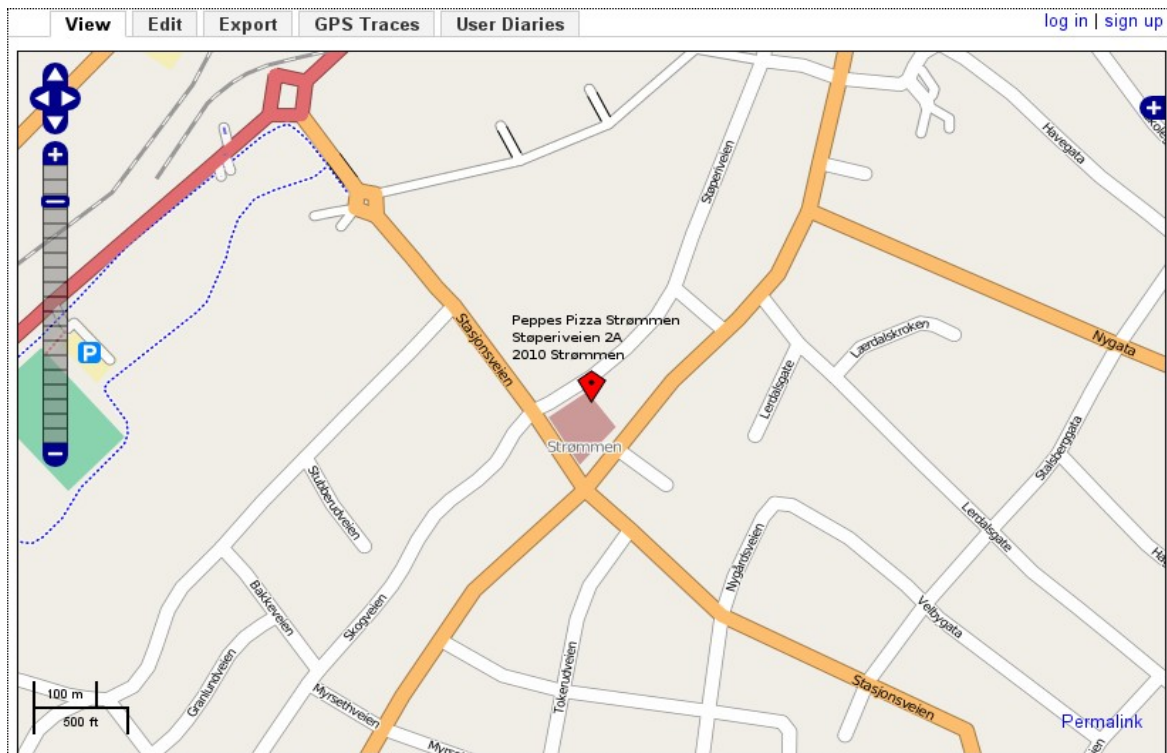 View
Edit
Export
GPS Traces
User Diaries
log in | sign up
Havegata
Støperiveien
Stasjonsveien
Peppes Pizza Strømmen
Støperiveien 2A
2010 Strømmen
Lærdalskroken
Nygata
P
Lerdalsgate
Strømmen
Stalsberggata
Stubberudveien
Lerdalsgate
Nygårdsveien
Bakkeveien
Skogveien
Velbygata
Granlundveien
Tokerudveien
Stasjonsveien
Myrsethveien
100 m
500 ft
Permalink